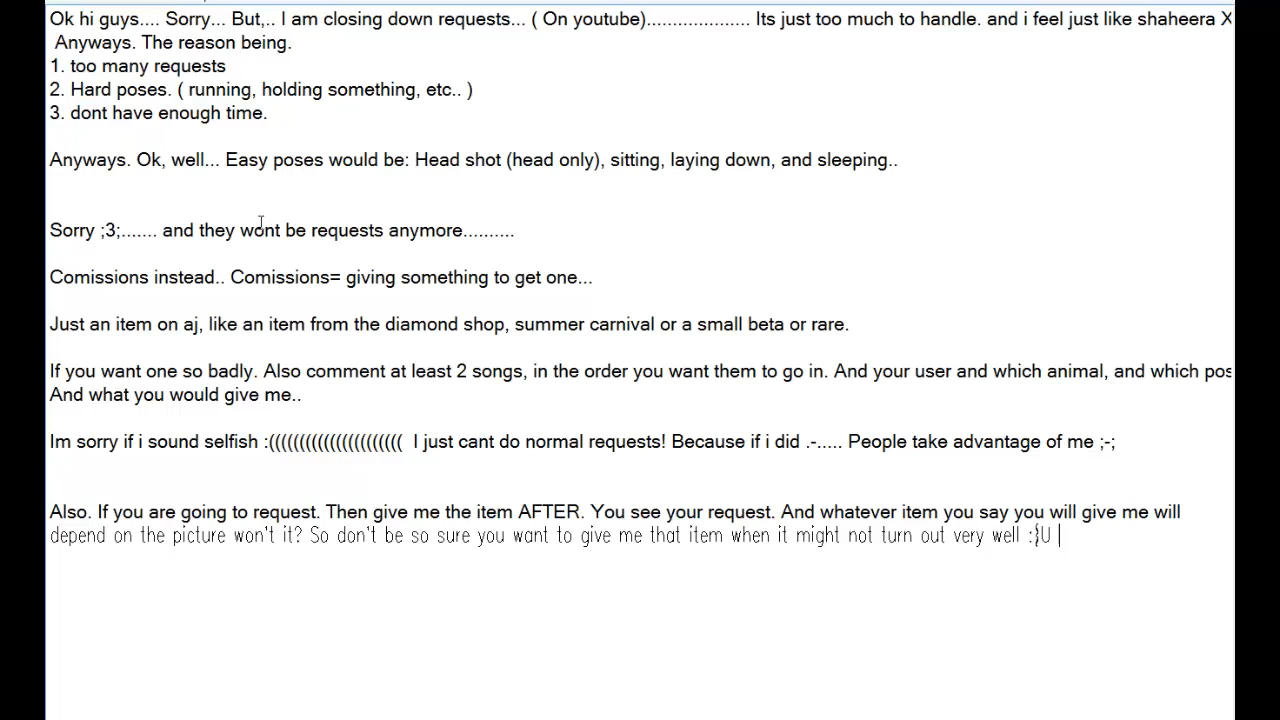 Ok hi guys.... Sorry... But,.. I am closing down requests... ( On youtube).................... Its just too much to handle. and i feel just like shaheera X
Anyways. The reason being.
1. too many requests
2. Hard poses. ( running, holding something, etc.. )
3. dont have enough time.
Anyways. Ok, well... Easy poses would be: Head shot (head only), sitting, laying down, and sleeping..
Sorry ;3;....... and they wont be requests anymore..........
Comissions instead.. Comissions= giving something to get one...
Just an item on aj, like an item from the diamond shop, summer carnival or a small beta or rare.
If you want one so badly. Also comment at least 2 songs, in the order you want them to go in. And your user and which animal, and which pos
And what you would give me..
Im sorry if i sound selfish :(((((((((((((((((((((((  I just cant do normal requests! Because if i did .-..... People take advantage of me ;-;
Also. If you are going to request. Then give me the item AFTER. You see your request. And whatever item you say you will give me will
depend on the picture won't it? So don't be so sure you want to give me that item when it might not turn out very well :}U